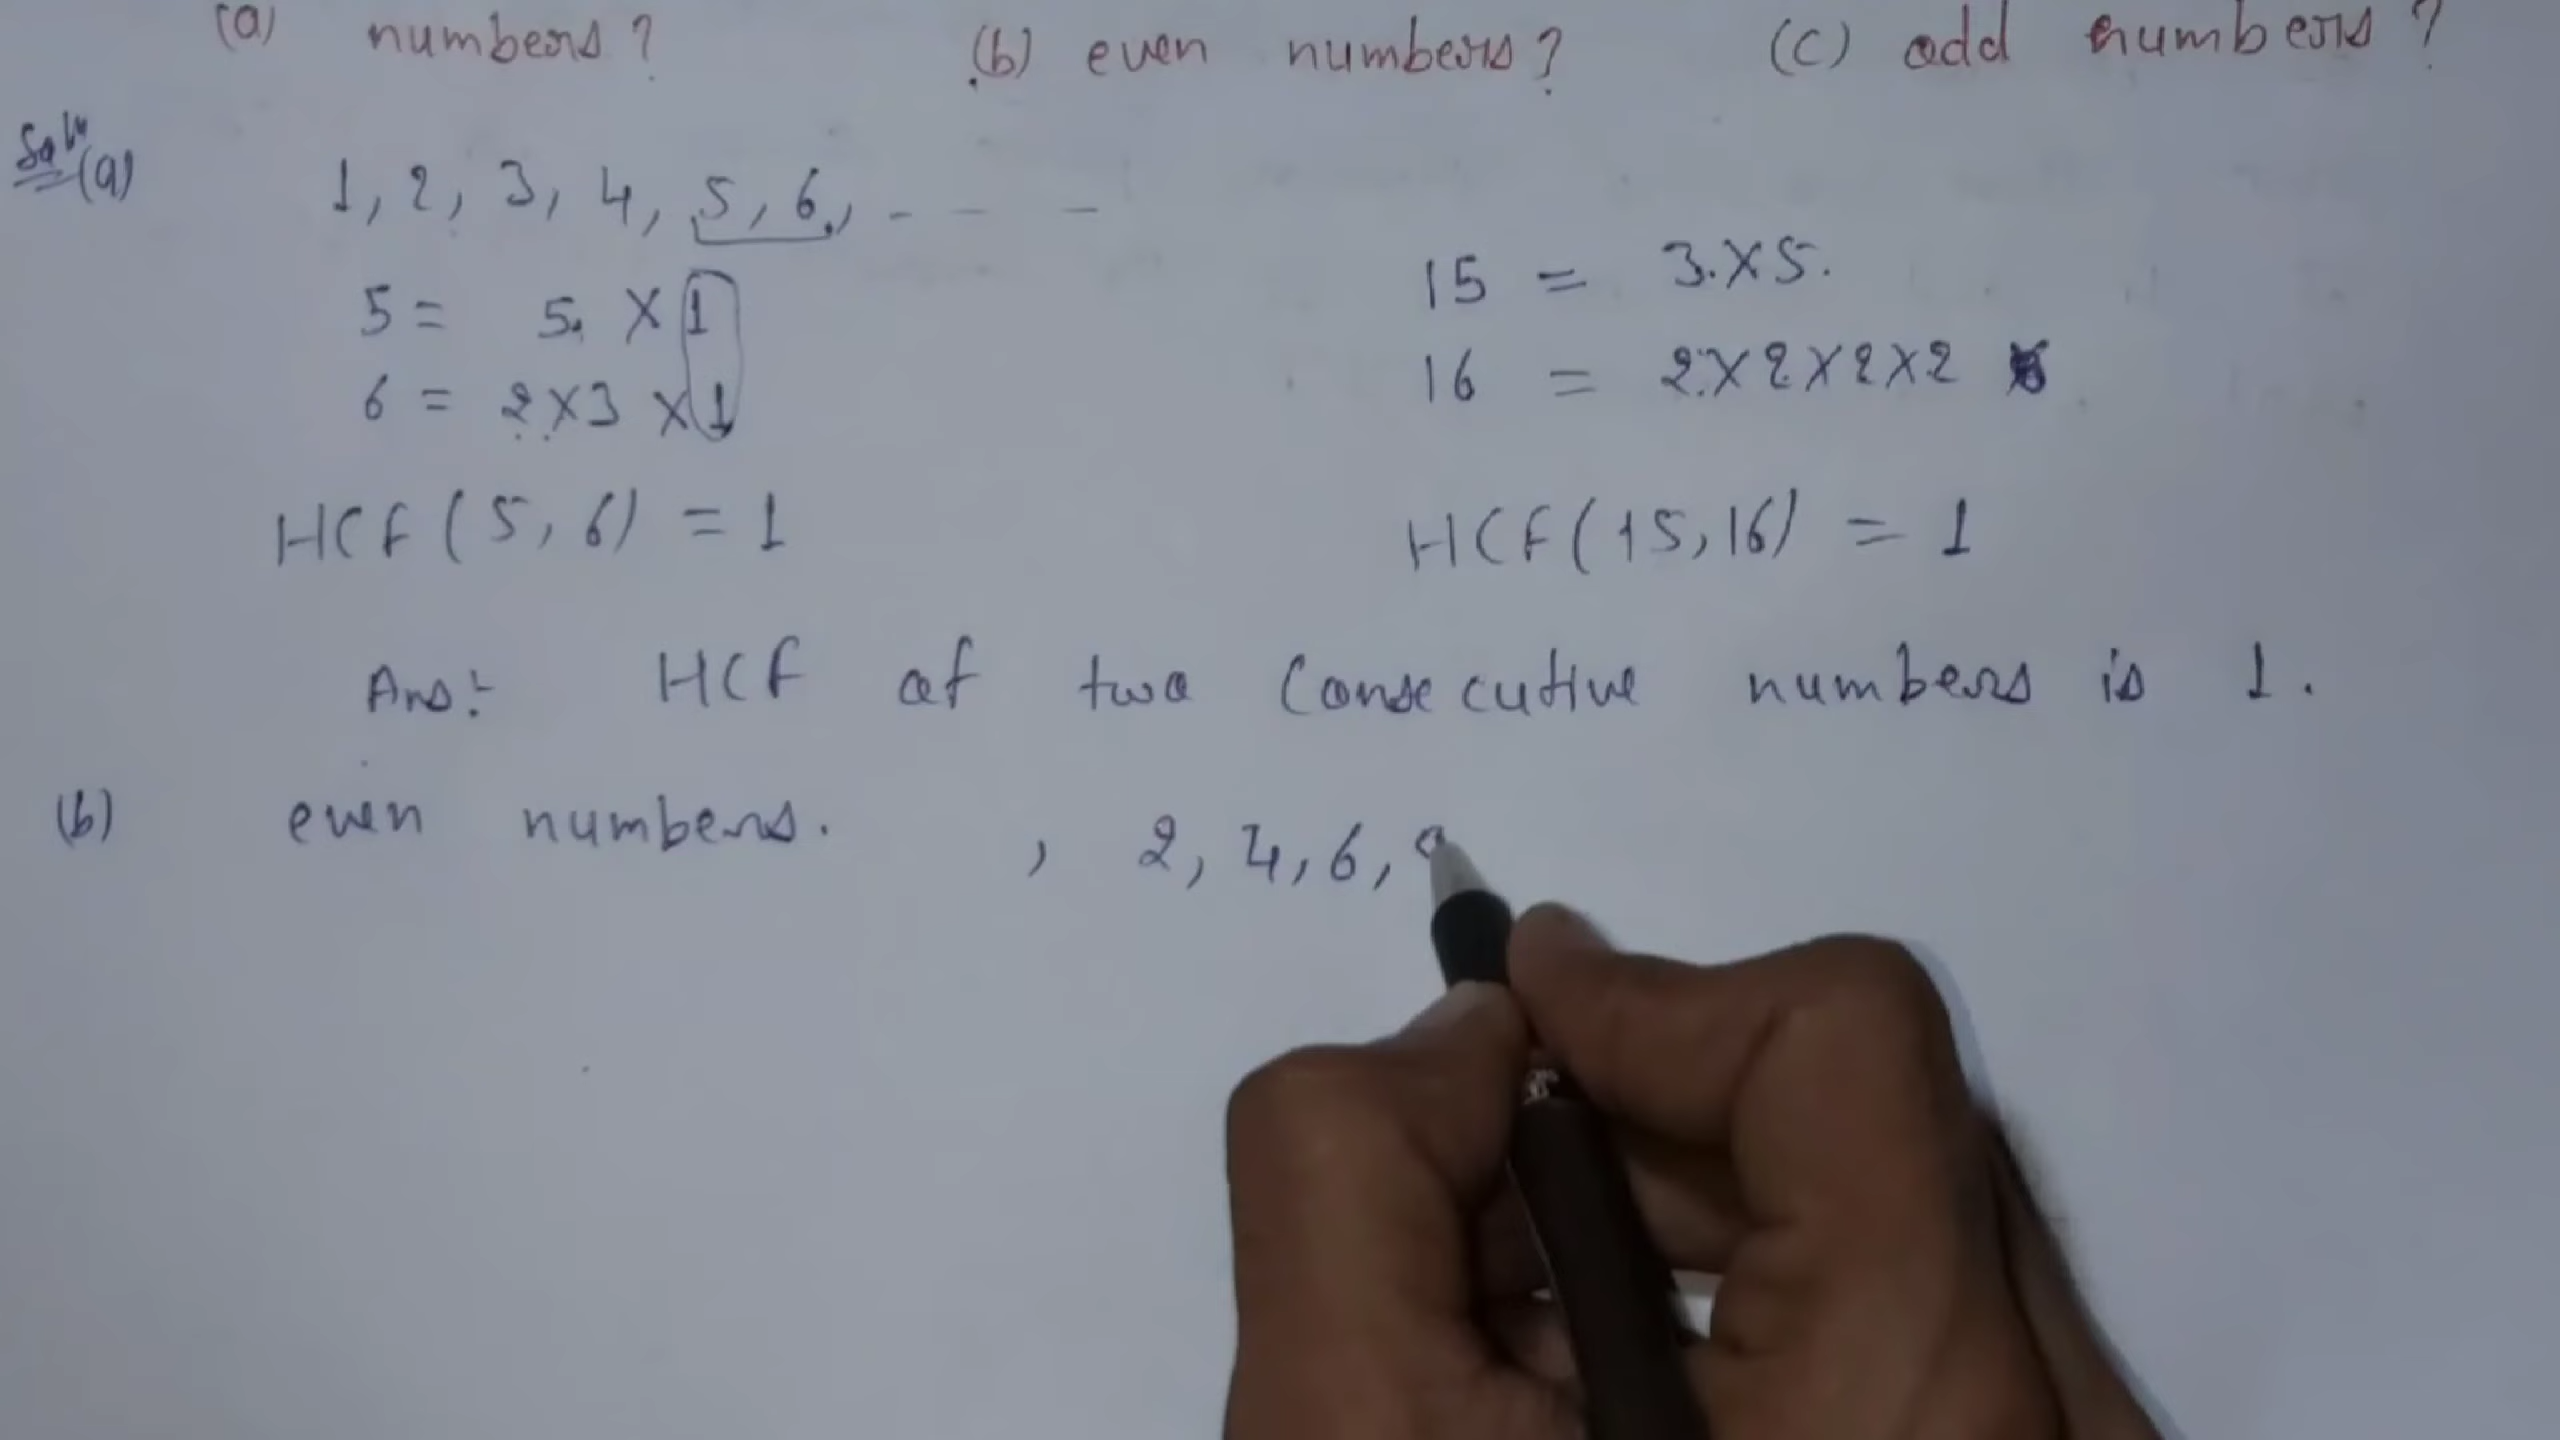 (a) numbers? (b) even numbers? (c) odd numbers?
Solⁿ (a) 1, 2, 3, 4, 5, 6, - - -
5 = 5 × 1
15 = 3 × 5
6 = 2 × 3 × 1
16 = 2 × 2 × 2 × 2
HCF (5, 6) = 1
HCF (15, 16) = 1
Ans:- HCF of two Consecutive numbers is 1.
(b) even numbers. , 2, 4, 6,